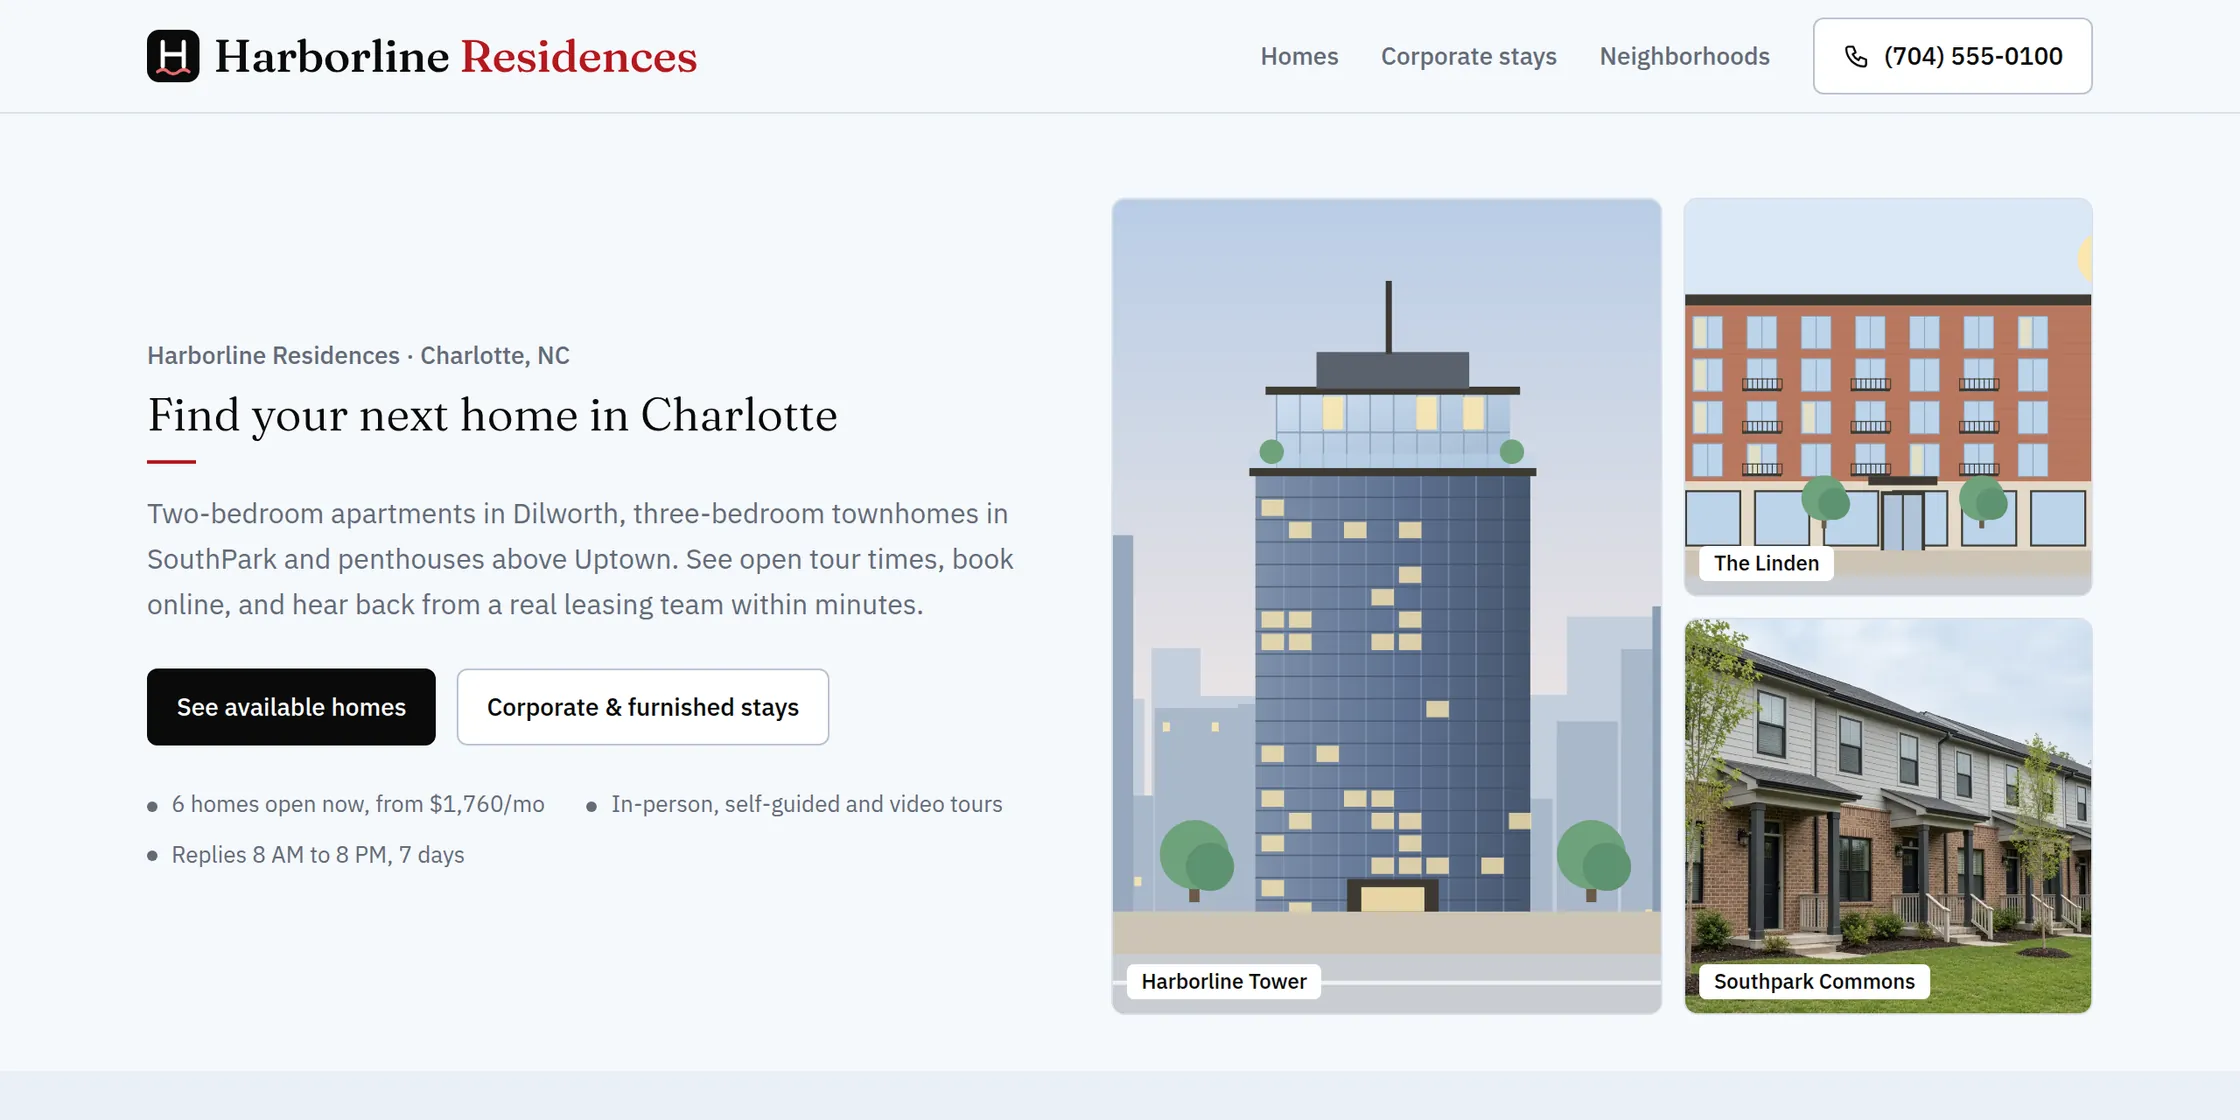 Harborline Residences
Homes
Corporate stays
Neighborhoods
(704) 555-0100
Harborline Residences · Charlotte, NC
Find your next home in Charlotte
Two-bedroom apartments in Dilworth, three-bedroom townhomes in
SouthPark and penthouses above Uptown. See open tour times, book
online, and hear back from a real leasing team within minutes.
See available homes
Corporate & furnished stays
6 homes open now, from $1,760/mo
In-person, self-guided and video tours
Replies 8 AM to 8 PM, 7 days
Harborline Tower
The Linden
Southpark Commons